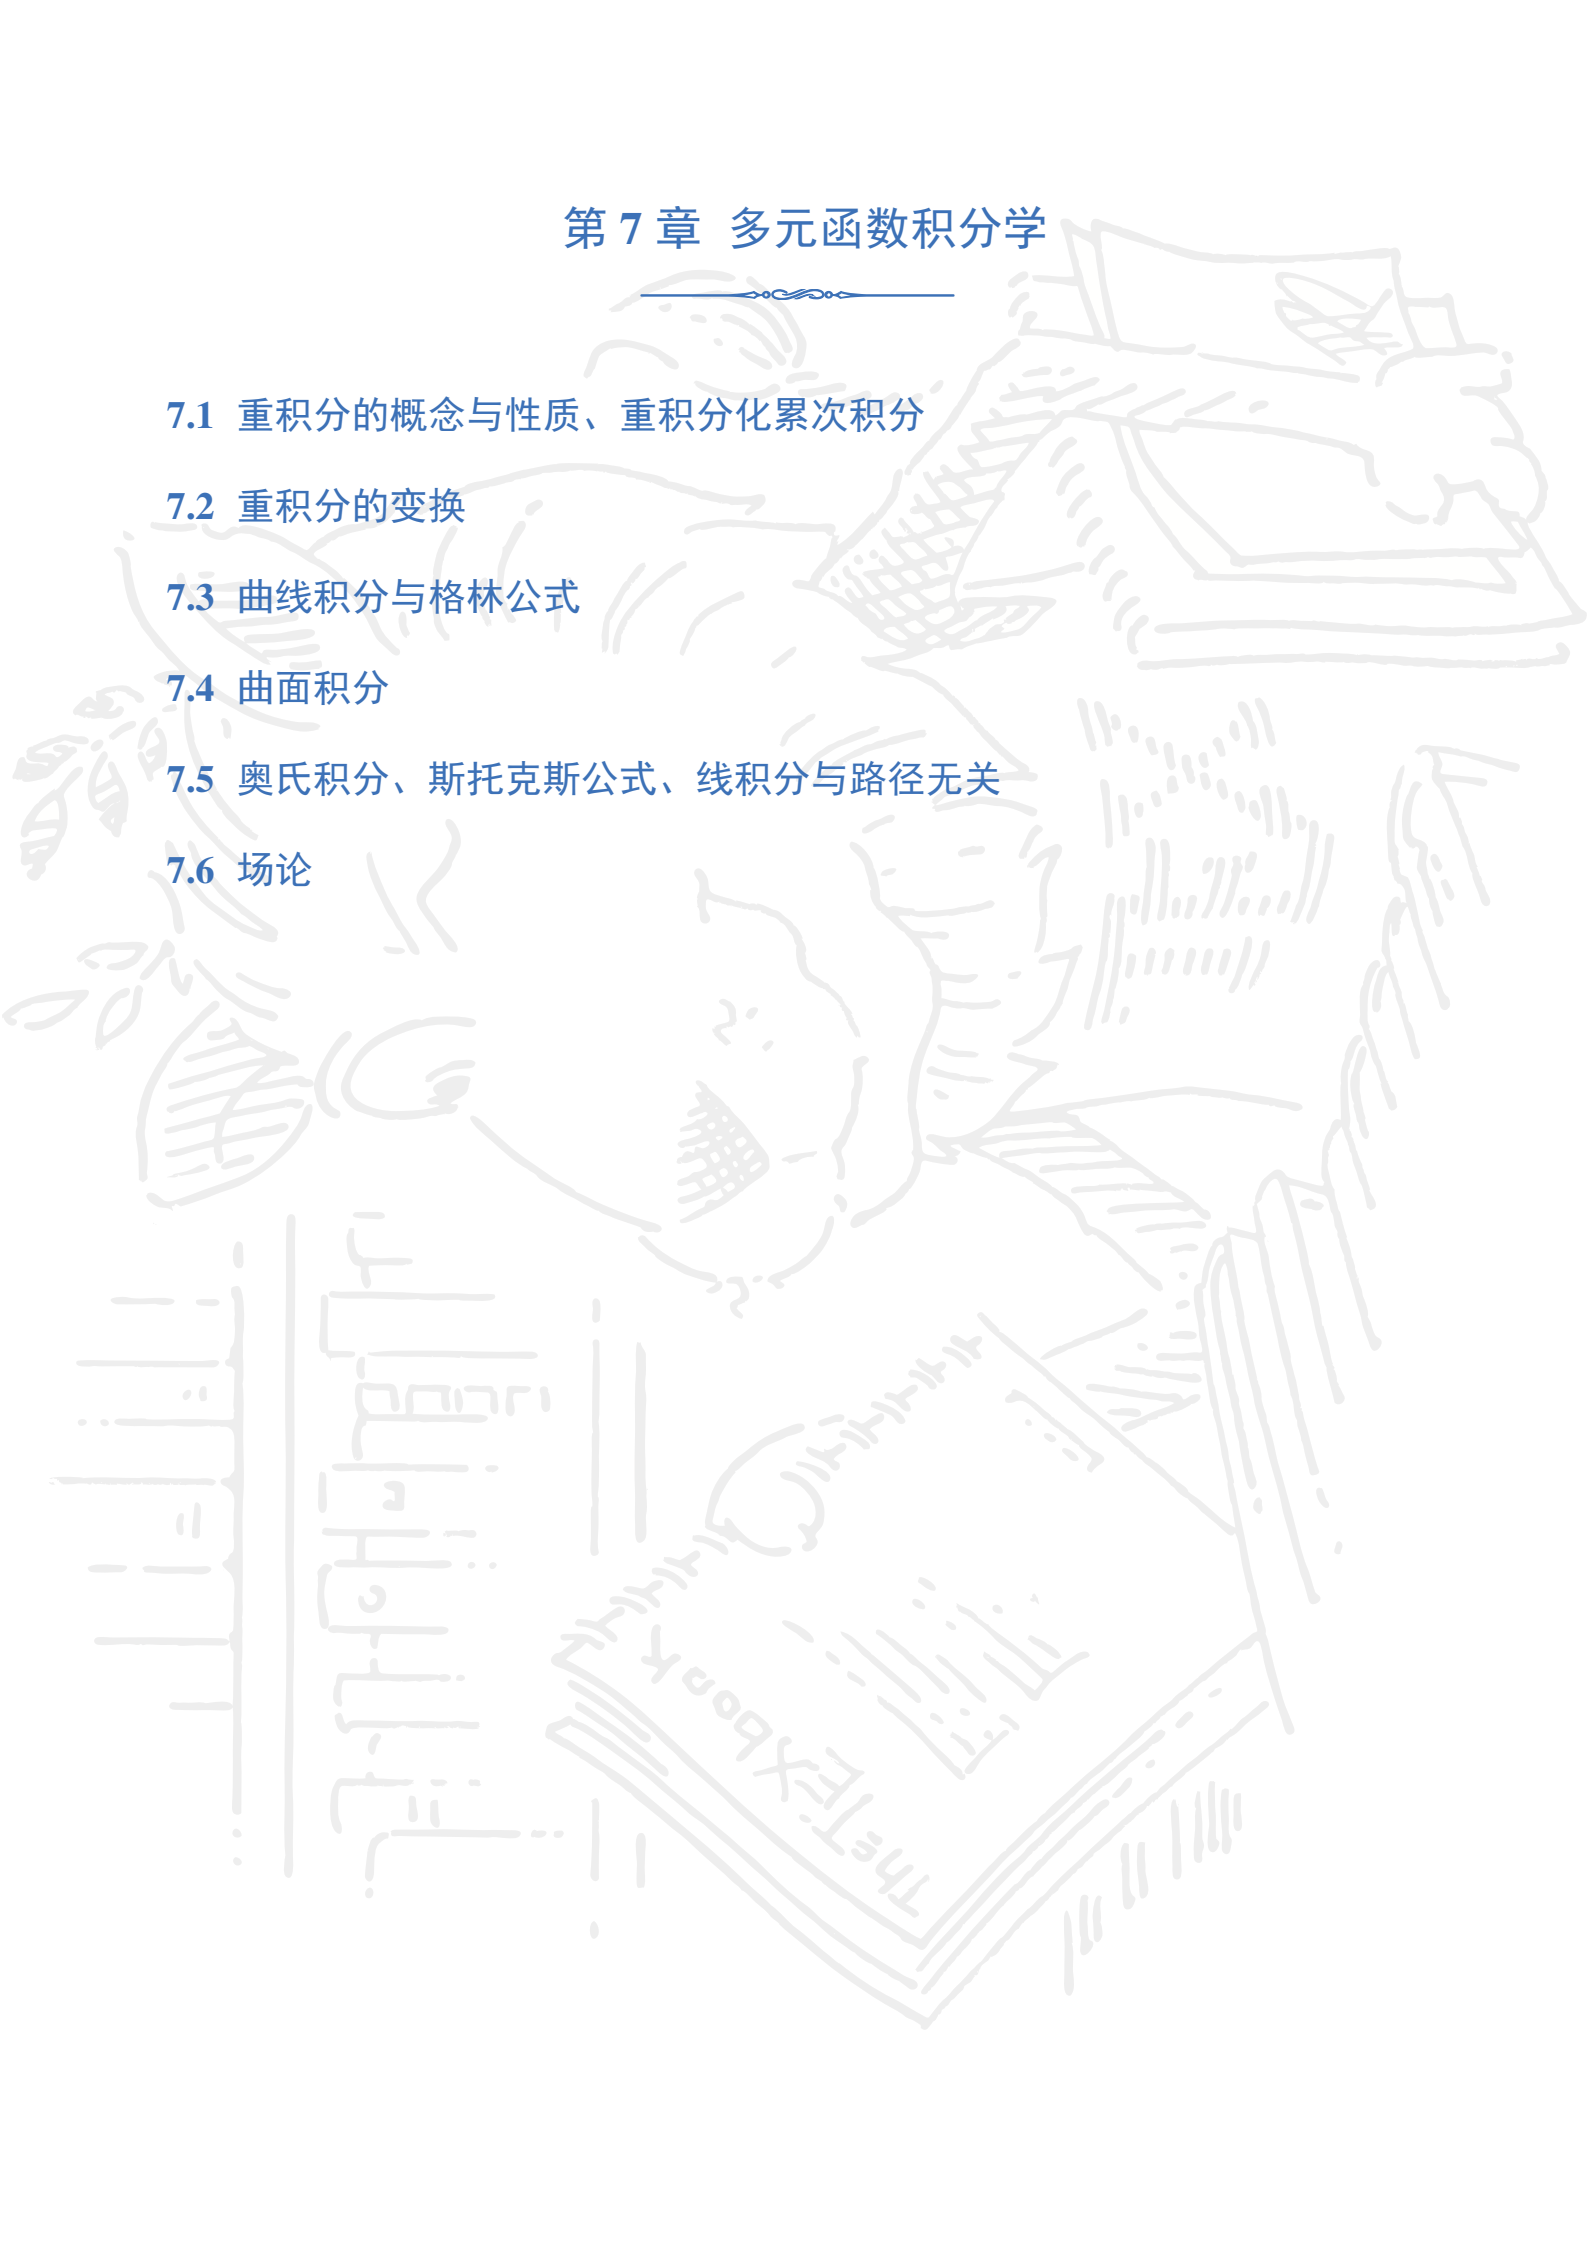 第 7 章 多元函数积分学
7.1 重积分的概念与性质、重积分化累次积分
7.2 重积分的变换
7.3 曲线积分与格林公式
7.4 曲面积分
7.5 奥氏积分、斯托克斯公式、线积分与路径无关
7.6 场论
The TEXbook